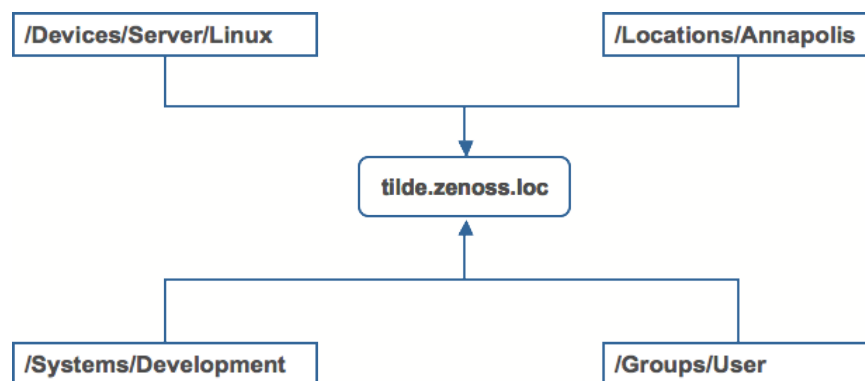 /Devices/Server/Linux
/Locations/Annapolis
tilde.zenoss.loc
/Systems/Development
/Groups/User